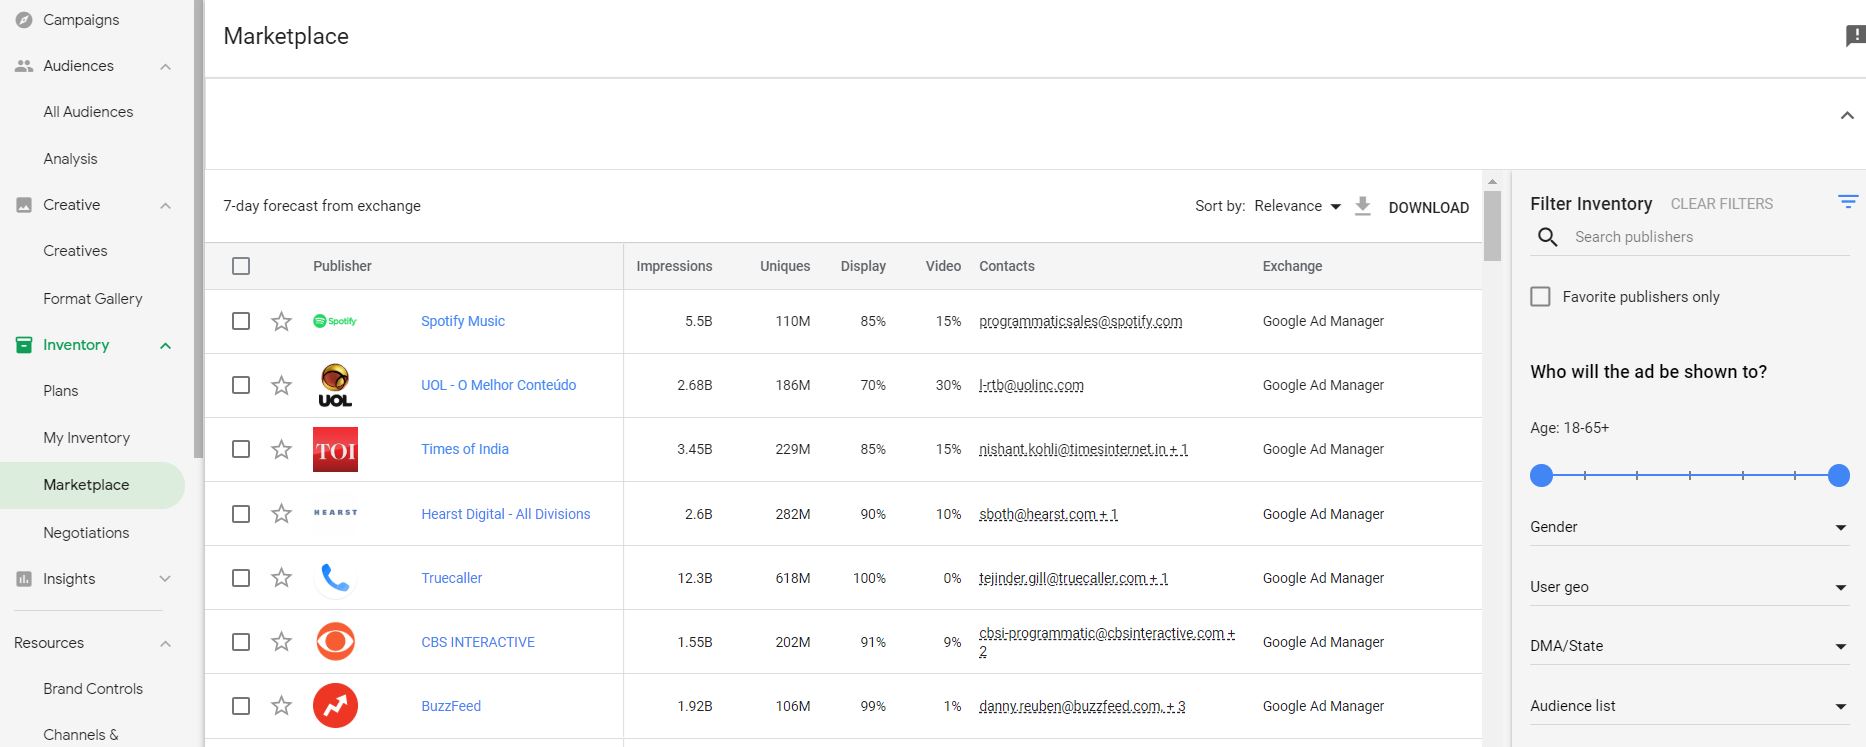 Campaigns
Audiences
All Audiences
Analysis
Creative
Creatives
Format Gallery
Inventory
Plans
My Inventory
Marketplace
Negotiations
Insights
Resources
Brand Controls
Channels &
Marketplace
7-day forecast from exchange
Sort by: Relevance DOWNLOAD
Publisher Impressions Uniques Display Video Contacts Exchange
Spotify Spotify Music 5.5B 110M 85% 15% programmaticsales@spotify.com Google Ad Manager
UOL UOL - O Melhor Conteúdo 2.68B 186M 70% 30% l-rtb@uolinc.com Google Ad Manager
TOI Times of India 3.45B 229M 85% 15% nishant.kohli@timesinternet.in + 1 Google Ad Manager
HEARST Hearst Digital - All Divisions 2.6B 282M 90% 10% sboth@hearst.com + 1 Google Ad Manager
Truecaller 12.3B 618M 100% 0% tejinder.gill@truecaller.com + 1 Google Ad Manager
CBS INTERACTIVE 1.55B 202M 91% 9% cbsi-programmatic@cbsinteractive.com + Google Ad Manager
2
BuzzFeed 1.92B 106M 99% 1% danny.reuben@buzzfeed.com, + 3 Google Ad Manager
Filter Inventory CLEAR FILTERS
Search publishers
Favorite publishers only
Who will the ad be shown to?
Age: 18-65+
Gender
User geo
DMA/State
Audience list